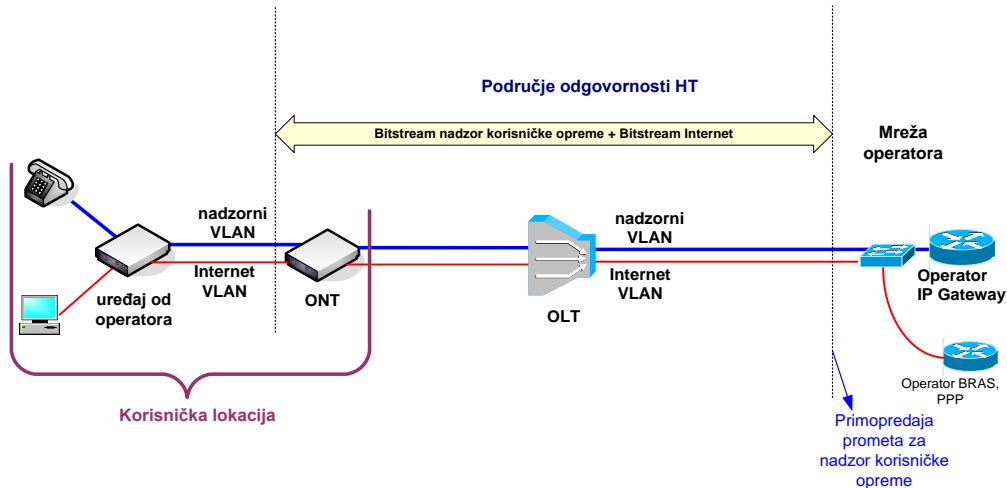 Područje odgovornosti HT
Bitstream nadzor korisničke opreme + Bitstream Internet
Mreža
operatora
nadzorni
VLAN
nadzorni
VLAN
Internet
VLAN
Internet
VLAN
uređaj od
operatora
ONT
OLT
Operator
IP Gateway
Operator BRAS,
PPP
Korisnička lokacija
Primopredaja
prometa za
nadzor korisničke
opreme